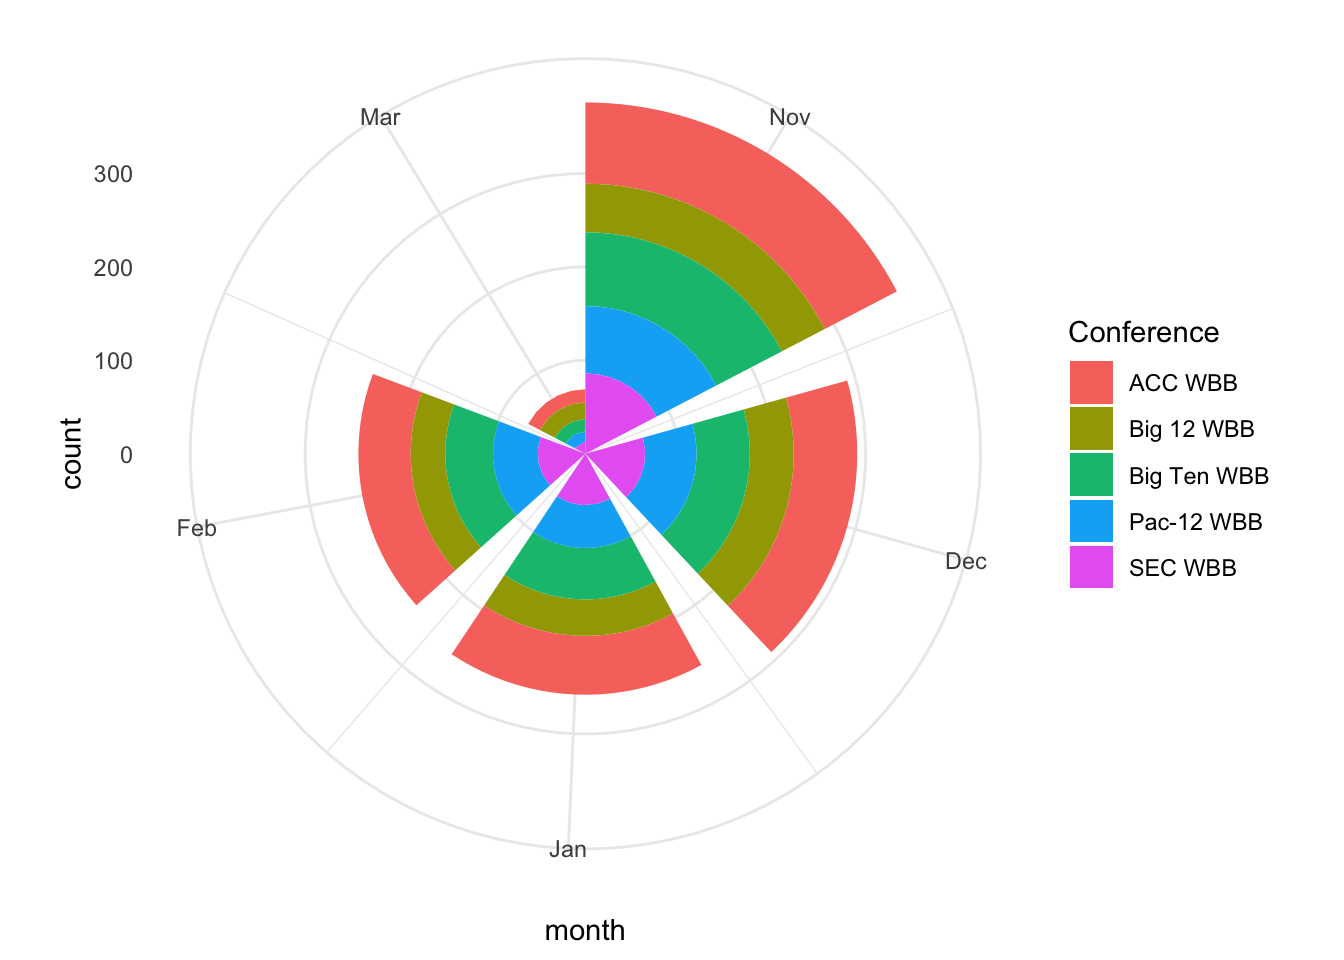 Mar
Nov
300
200
100
0
count
Feb
Dec
Jan
month
Conference
ACC WBB
Big 12 WBB
Big Ten WBB
Pac-12 WBB
SEC WBB